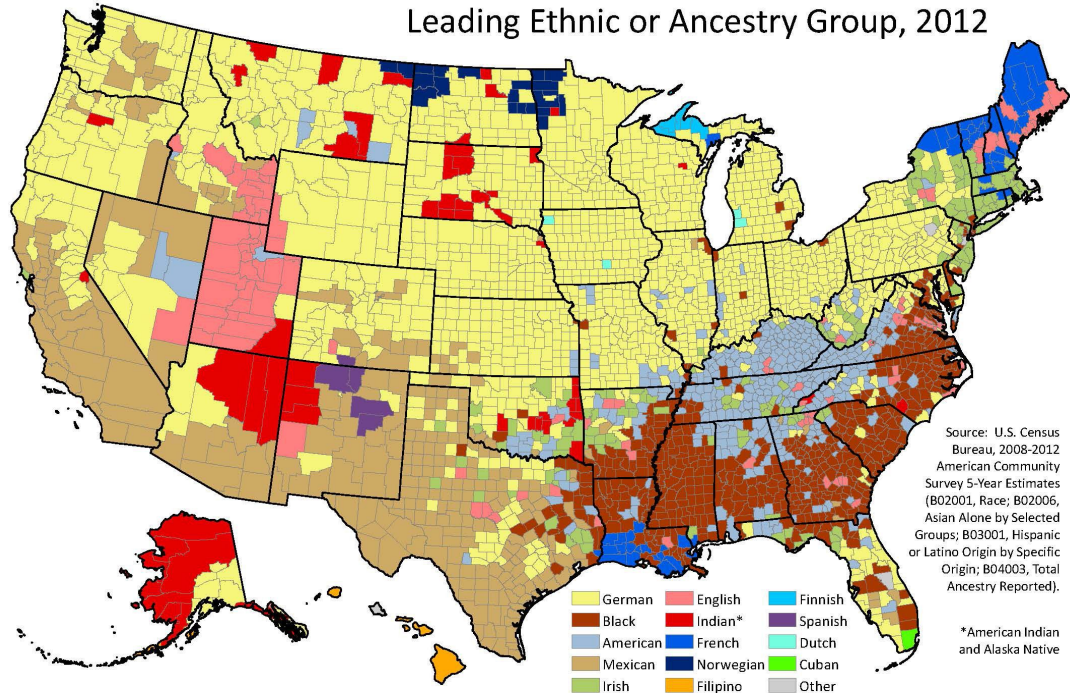 Leading Ethnic or Ancestry Group, 2012
Source: U.S. Census
Bureau, 2008-2012
American Community
Survey 5-Year Estimates
(B02001, Race; B02006,
Asian Alone by Selected
Groups; B03001, Hispanic
or Latino Origin by Specific
Origin; B04003, Total
Ancestry Reported).
*American Indian
and Alaska Native
German
Black
American
Mexican
Irish
English
Indian*
French
Norwegian
Filipino
Finnish
Spanish
Dutch
Cuban
Other